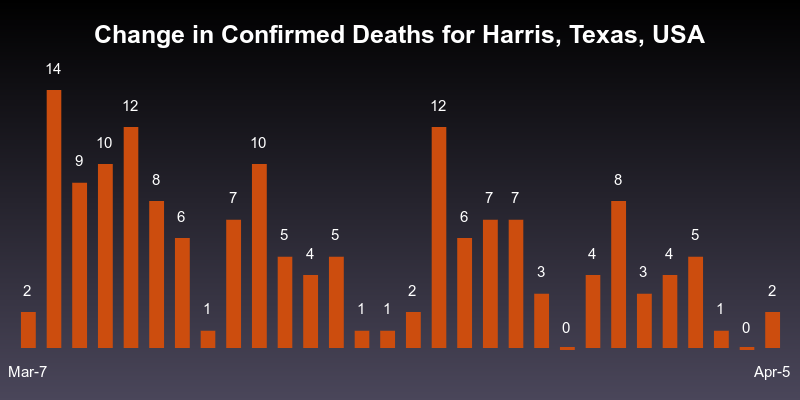 Change in Confirmed Deaths for Harris, Texas, USA
2 14 9 10 12 8 6 1 7 10 5 4 5 1 1 2 12 6 7 7 3 0 4 8 3 4 5 1 0 2
Mar-7 Apr-5